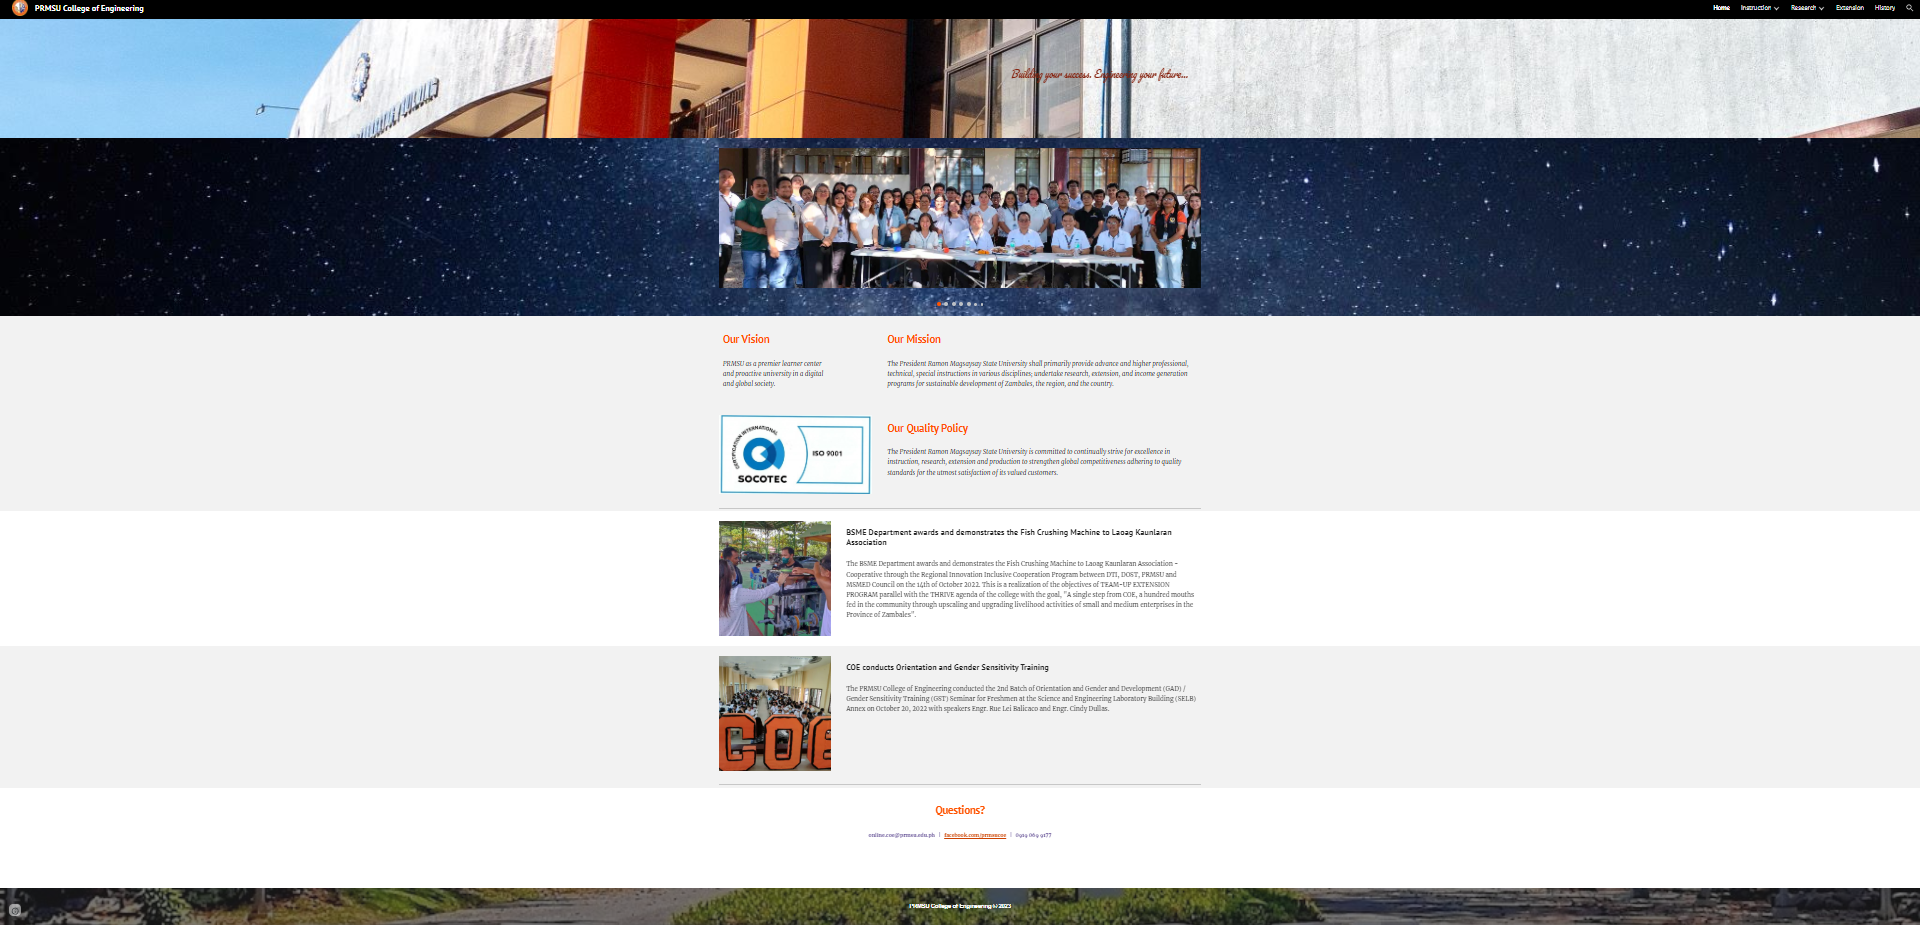 PRMSU College of Engineering
Home Instruction Research Extension History
Building your success. Engineering your future...
Our Vision
PRMSU as a premier learner center
and proactive university in a digital
and global society.
Our Mission
The President Ramon Magsaysay State University shall primarily provide advance and higher professional,
technical, special instructions in various disciplines; undertake research, extension, and income generation
programs for sustainable development of Zambales, the region, and the country.
CERTIFICATION INTERNATIONAL
SOCOTEC
ISO 9001
Our Quality Policy
The President Ramon Magsaysay State University is committed to continually strive for excellence in
instruction, research, extension and production to strengthen global competitiveness adhering to quality
standards for the utmost satisfaction of its valued customers.
BSME Department awards and demonstrates the Fish Crushing Machine to Laoag Kaunlaran
Association
The BSME Department awards and demonstrates the Fish Crushing Machine to Laoag Kaunlaran Association -
Cooperative through the Regional Innovation Inclusive Cooperation Program between DTI, DOST, PRMSU and
MSMED Council on the 14th of October 2022. This is a realization of the objectives of TEAM-UP EXTENSION
PROGRAM parallel with the THRIVE agenda of the college with the goal, "A single step from COE, a hundred mouths
fed in the community through upscaling and upgrading livelihood activities of small and medium enterprises in the
Province of Zambales".
COE
COE conducts Orientation and Gender Sensitivity Training
The PRMSU College of Engineering conducted the 2nd Batch of Orientation and Gender and Development (GAD) /
Gender Sensitivity Training (GST) Seminar for Freshmen at the Science and Engineering Laboratory Building (SELB)
Annex on October 20, 2022 with speakers Engr. Rue Lei Balicaco and Engr. Cindy Dullas.
Questions?
online.coe@prmsu.edu.ph | facebook.com/prmsucoe | 0919 069 9177
PRMSU College of Engineering © 2023